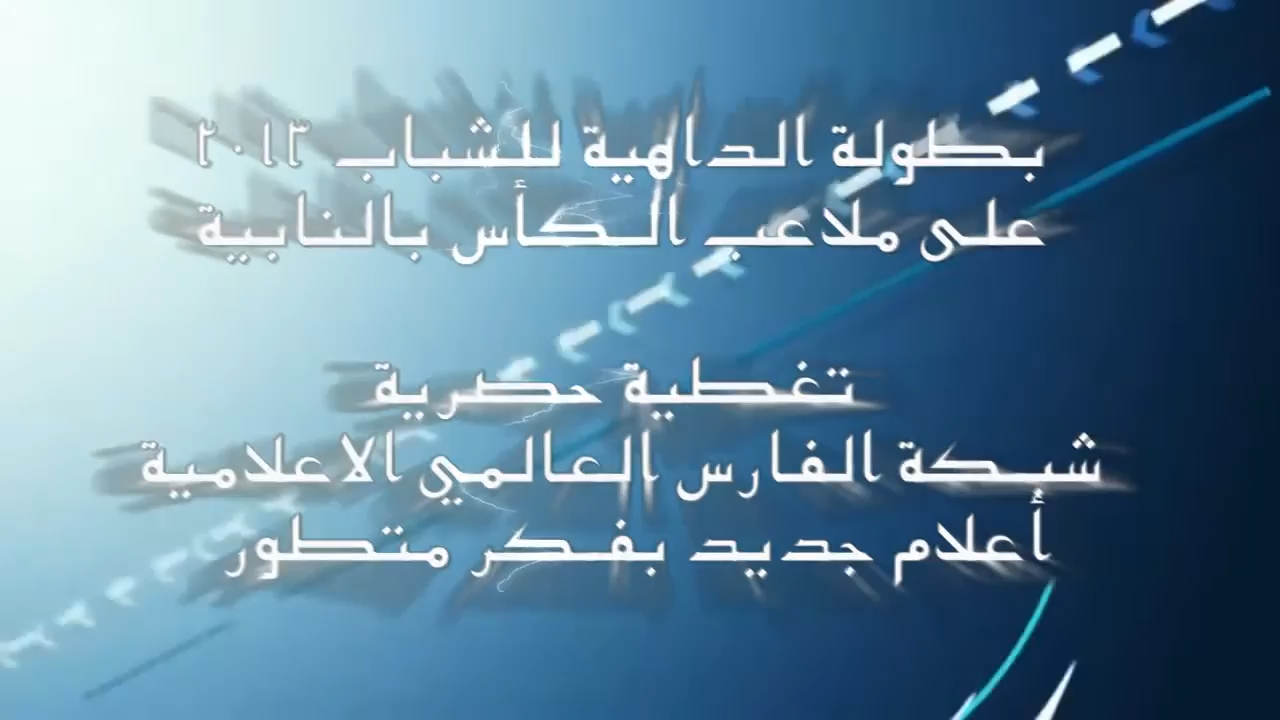 بطولة الداهية للشباب ٢٠١٣
على ملاعب الكأس بالنابية
تغطية حصرية
شبكة الفارس العالمي الاعلامية
أعلام جديد بفكر متطور